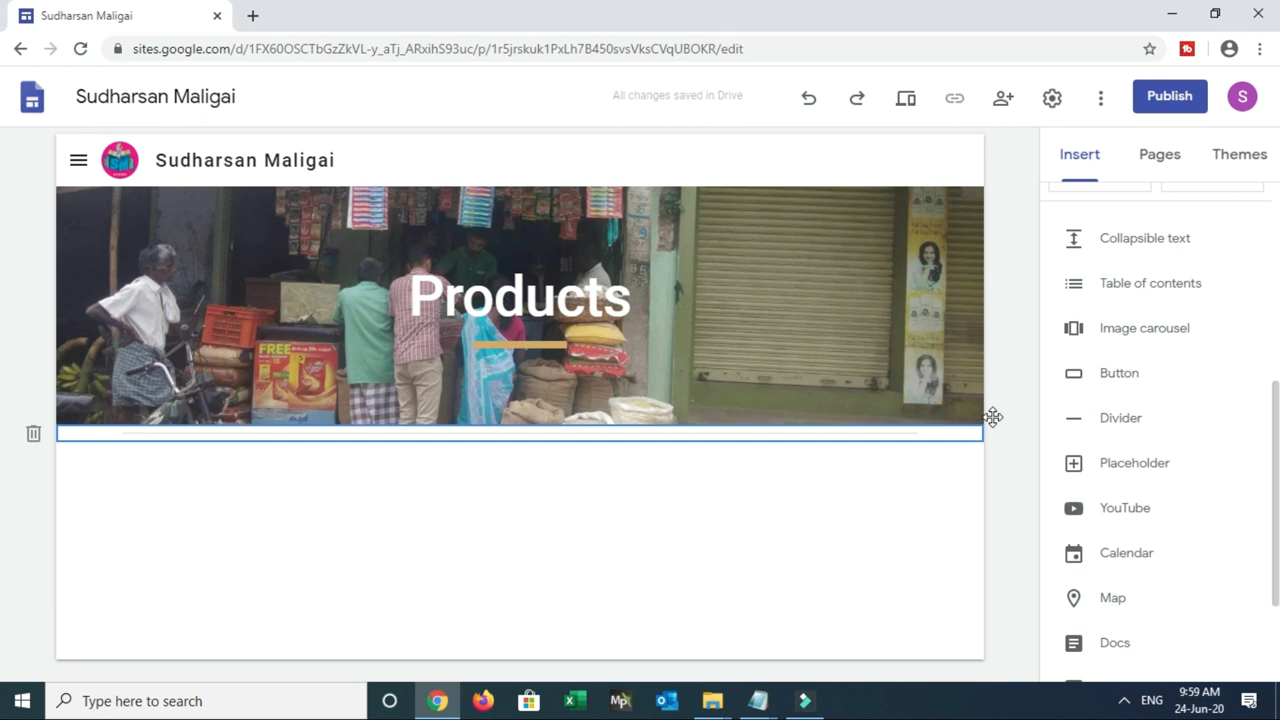 Sudharsan Maligai
sites.google.com/d/1FX60OSCTbGzZkVL-y_aTj_ARxihS93uc/p/1r5jrskuk1PxLh7B450svsVksCVqUBOKR/edit
Sudharsan Maligai
All changes saved in Drive
Publish
S
Sudharsan Maligai
Insert
Pages
Themes
Products
FREE
Collapsible text
Table of contents
Image carousel
Button
Divider
Placeholder
YouTube
Calendar
Map
Docs
Type here to search
ENG
9:59 AM
24-Jun-20